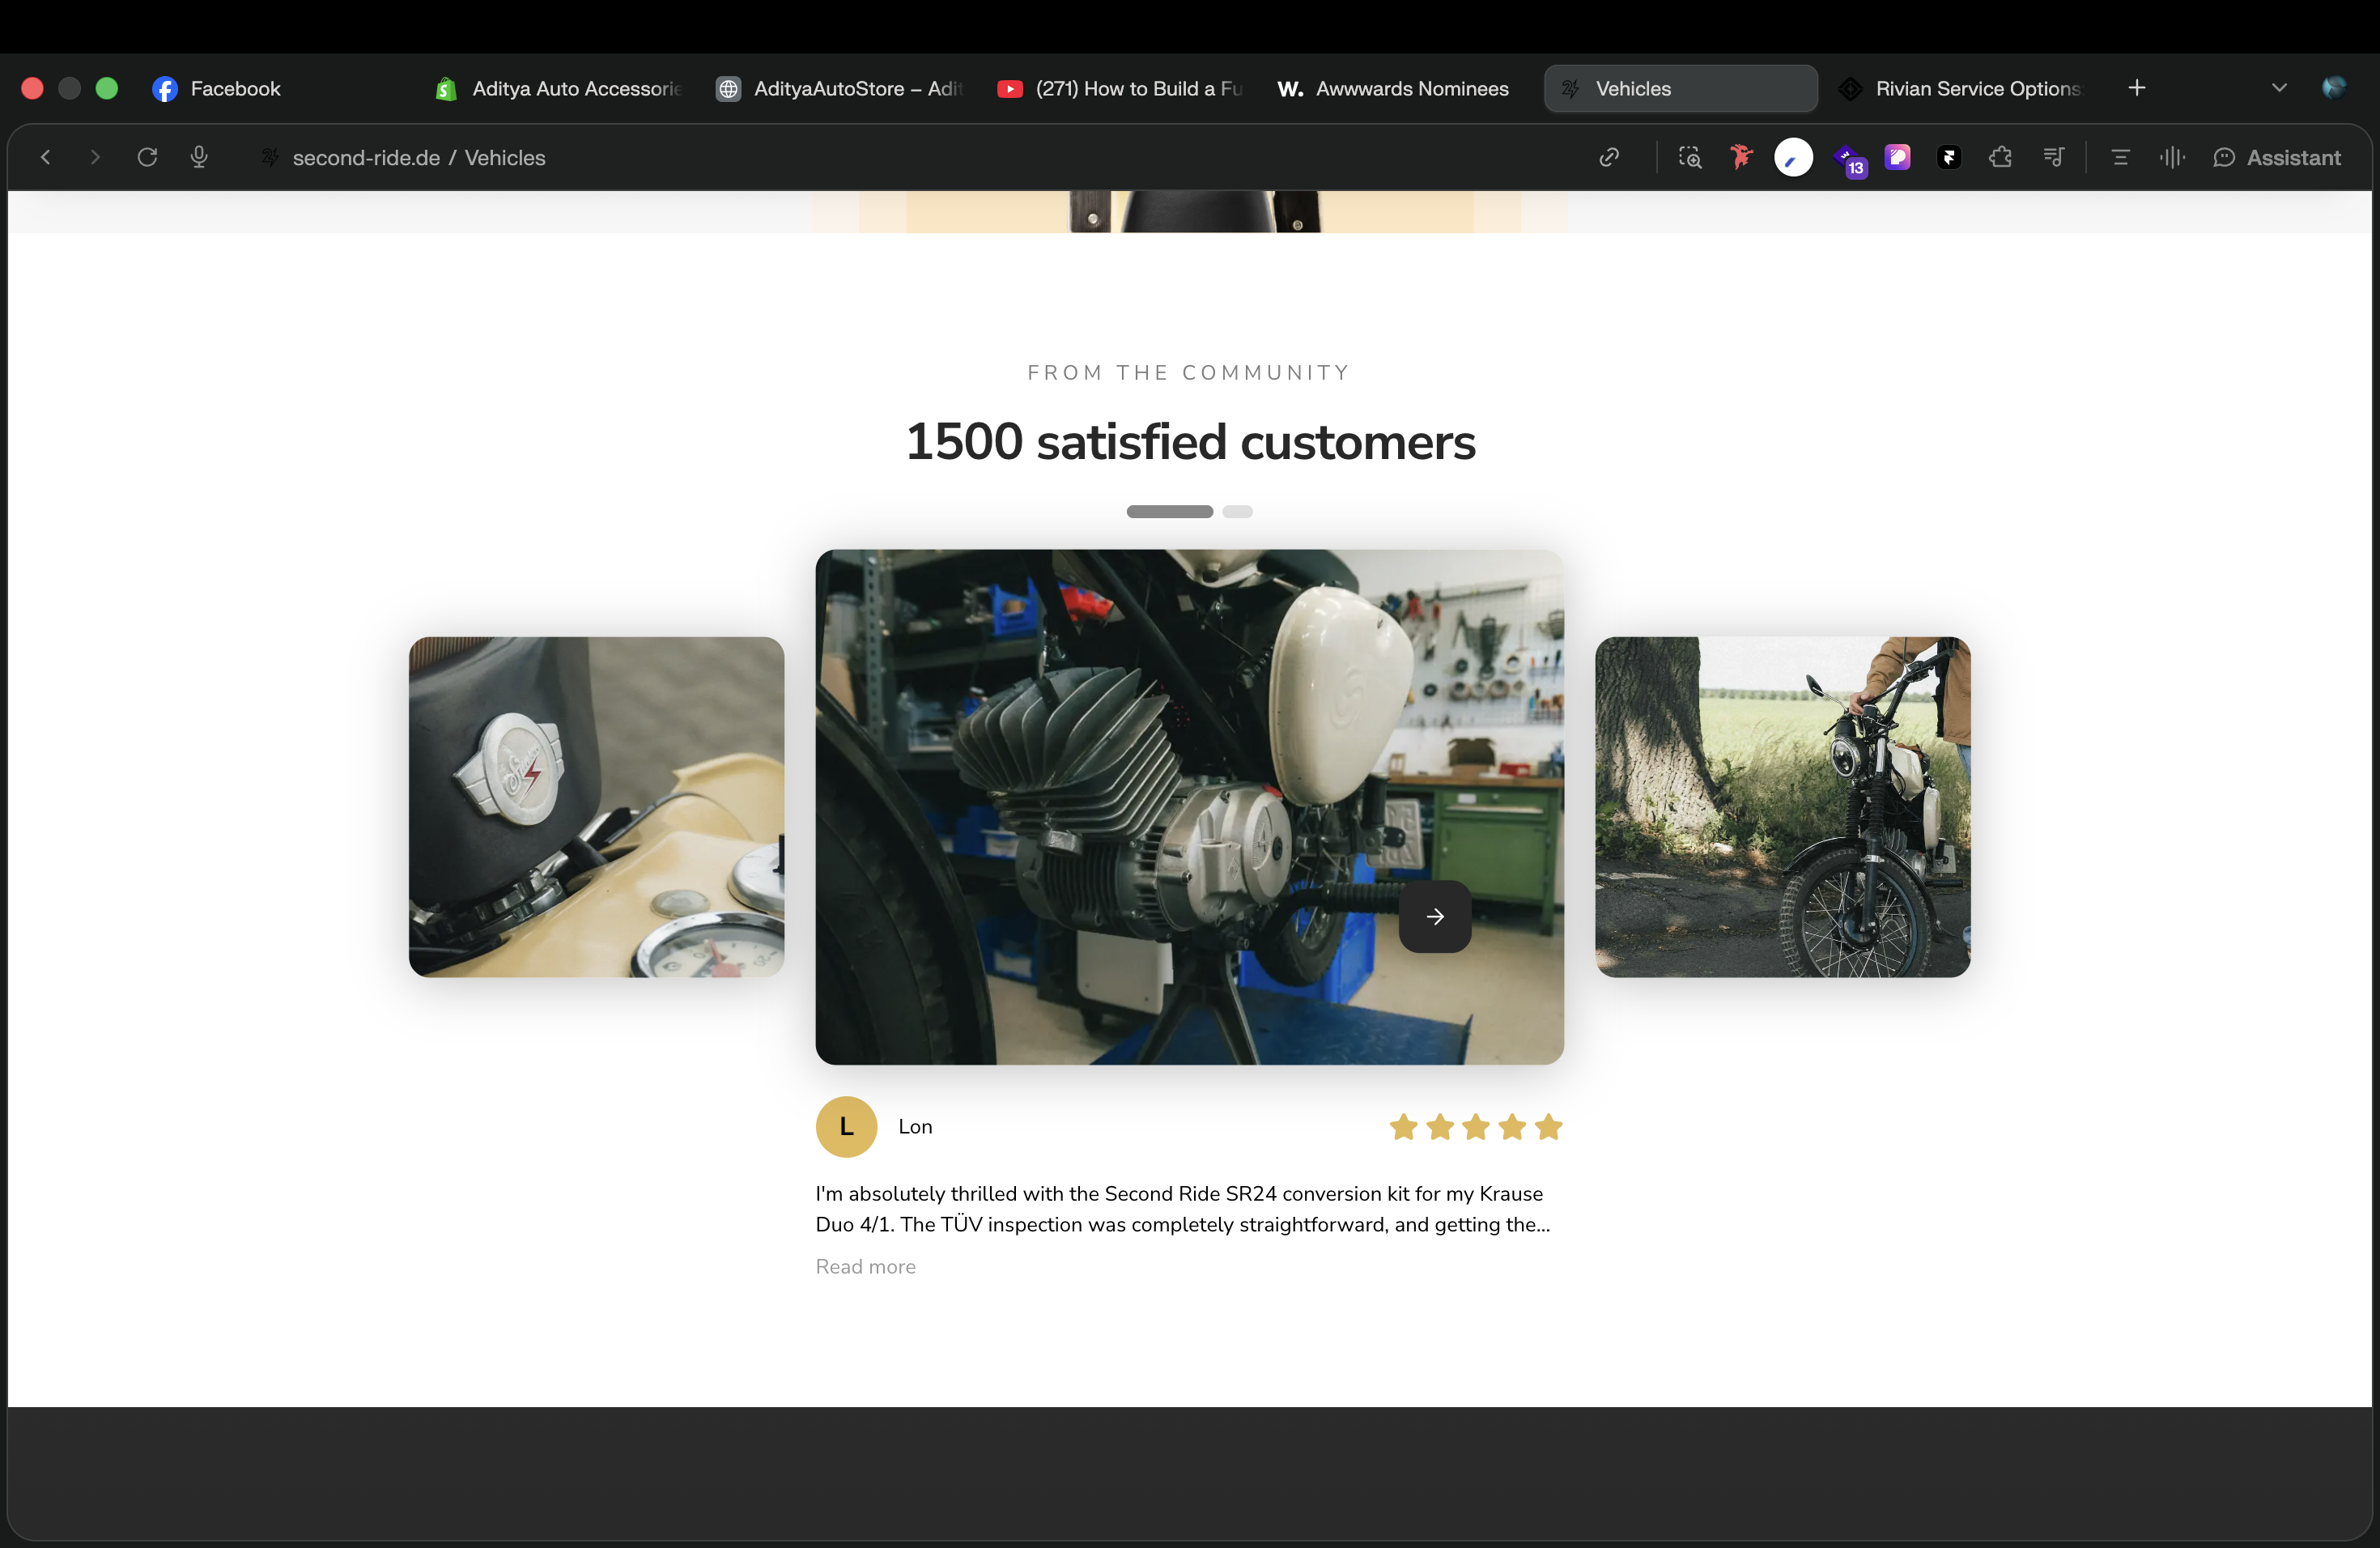 Facebook
Aditya Auto Accessorie
AdityaAutoStore – Adit
(271) How to Build a Fu
W. Awwwards Nominees
Vehicles
Rivian Service Options
second-ride.de / Vehicles
13
Assistant
FROM THE COMMUNITY
1500 satisfied customers
L
Lon
I'm absolutely thrilled with the Second Ride SR24 conversion kit for my Krause
Duo 4/1. The TÜV inspection was completely straightforward, and getting the...
Read more